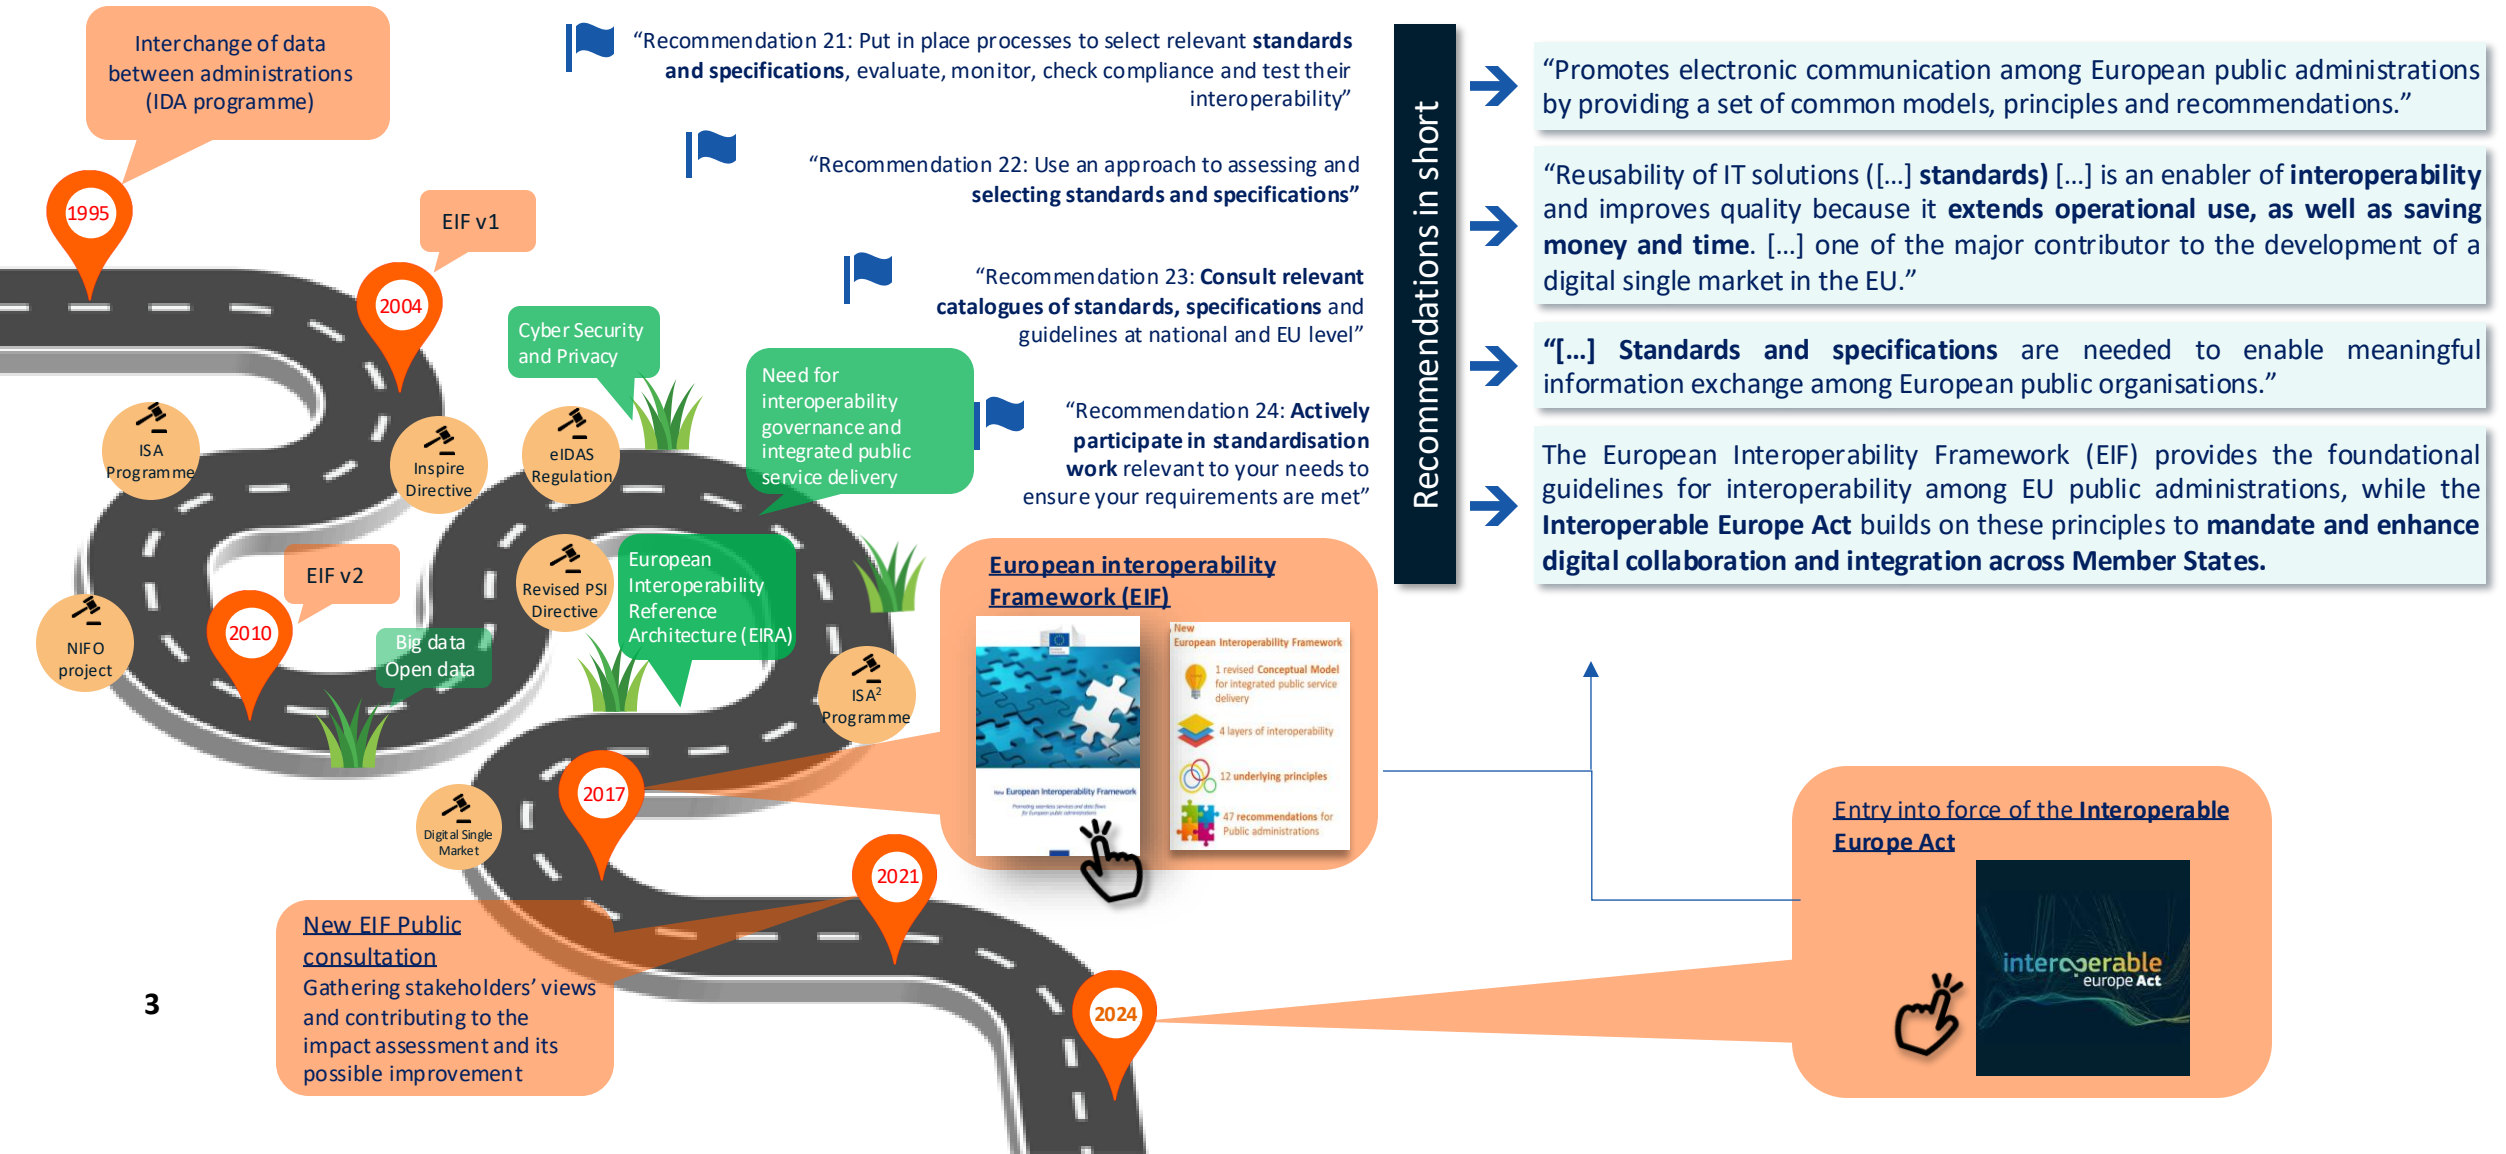 Interchange of data
between administrations
(IDA programme)
1995
EIF v1
2004
“Recommendation 21: Put in place processes to select relevant standards
and specifications, evaluate, monitor, check compliance and test their
interoperability”
“Recommendation 22: Use an approach to assessing and
selecting standards and specifications”
“Recommendation 23: Consult relevant
catalogues of standards, specifications and
guidelines at national and EU level”
“Recommendation 24: Actively
participate in standardisation
work relevant to your needs to
ensure your requirements are met”
Recommendations in short
“Promotes electronic communication among European public administrations
by providing a set of common models, principles and recommendations.”
“Reusability of IT solutions ([…] standards) […] is an enabler of interoperability
and improves quality because it extends operational use, as well as saving
money and time. […] one of the major contributor to the development of a
digital single market in the EU.”
“[…] Standards and specifications are needed to enable meaningful
information exchange among European public organisations.”
The European Interoperability Framework (EIF) provides the foundational
guidelines for interoperability among EU public administrations, while the
Interoperable Europe Act builds on these principles to mandate and enhance
digital collaboration and integration across Member States.
Cyber Security
and Privacy
Need for
interoperability
governance and
integrated public
service delivery
ISA
Programme
Inspire
Directive
eIDAS
Regulation
Revised PSI
Directive
European
Interoperability
Reference
Architecture (EIRA)
EIF v2
2010
NIFO
project
Big data
Open data
ISA²
Programme
Digital Single
Market
2017
European interoperability
Framework (EIF)
New European Interoperability Framework
Promoting seamless services and data flows
for European public administrations
New
European Interoperability Framework
1 revised Conceptual Model
for integrated public service
delivery
4 layers of interoperability
12 underlying principles
47 recommendations for
Public administrations
2021
New EIF Public
consultation
Gathering stakeholders’ views
and contributing to the
impact assessment and its
possible improvement
2024
Entry into force of the Interoperable
Europe Act
interoperable
europe Act
3